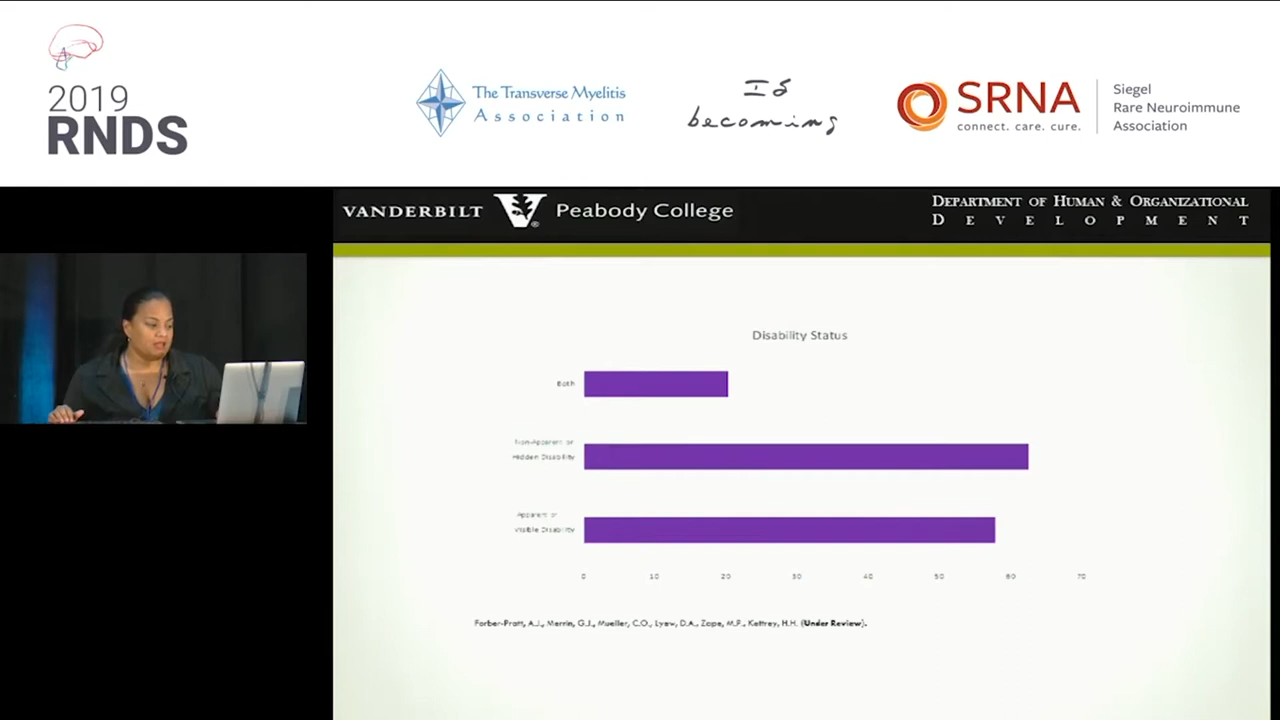 2019
RNDS
The Transverse Myelitis
Association
IS
becoming
SRNA
connect. care. cure.
Siegel
Rare Neuroimmune
Association
VANDERBILT
V
®
Peabody College
DEPARTMENT OF HUMAN & ORGANIZATIONAL
DEVELOPMENT
Disability Status
Both
Non-Apparent or
Hidden Disability
Apparent or
Visible Disability
0 10 20 30 40 50 60 70
Forber-Pratt, A.J., Merrin, G.J., Mueller, C.O., Lyew, D.A., Zape, M.P., Kettrey, H.H. (Under Review).